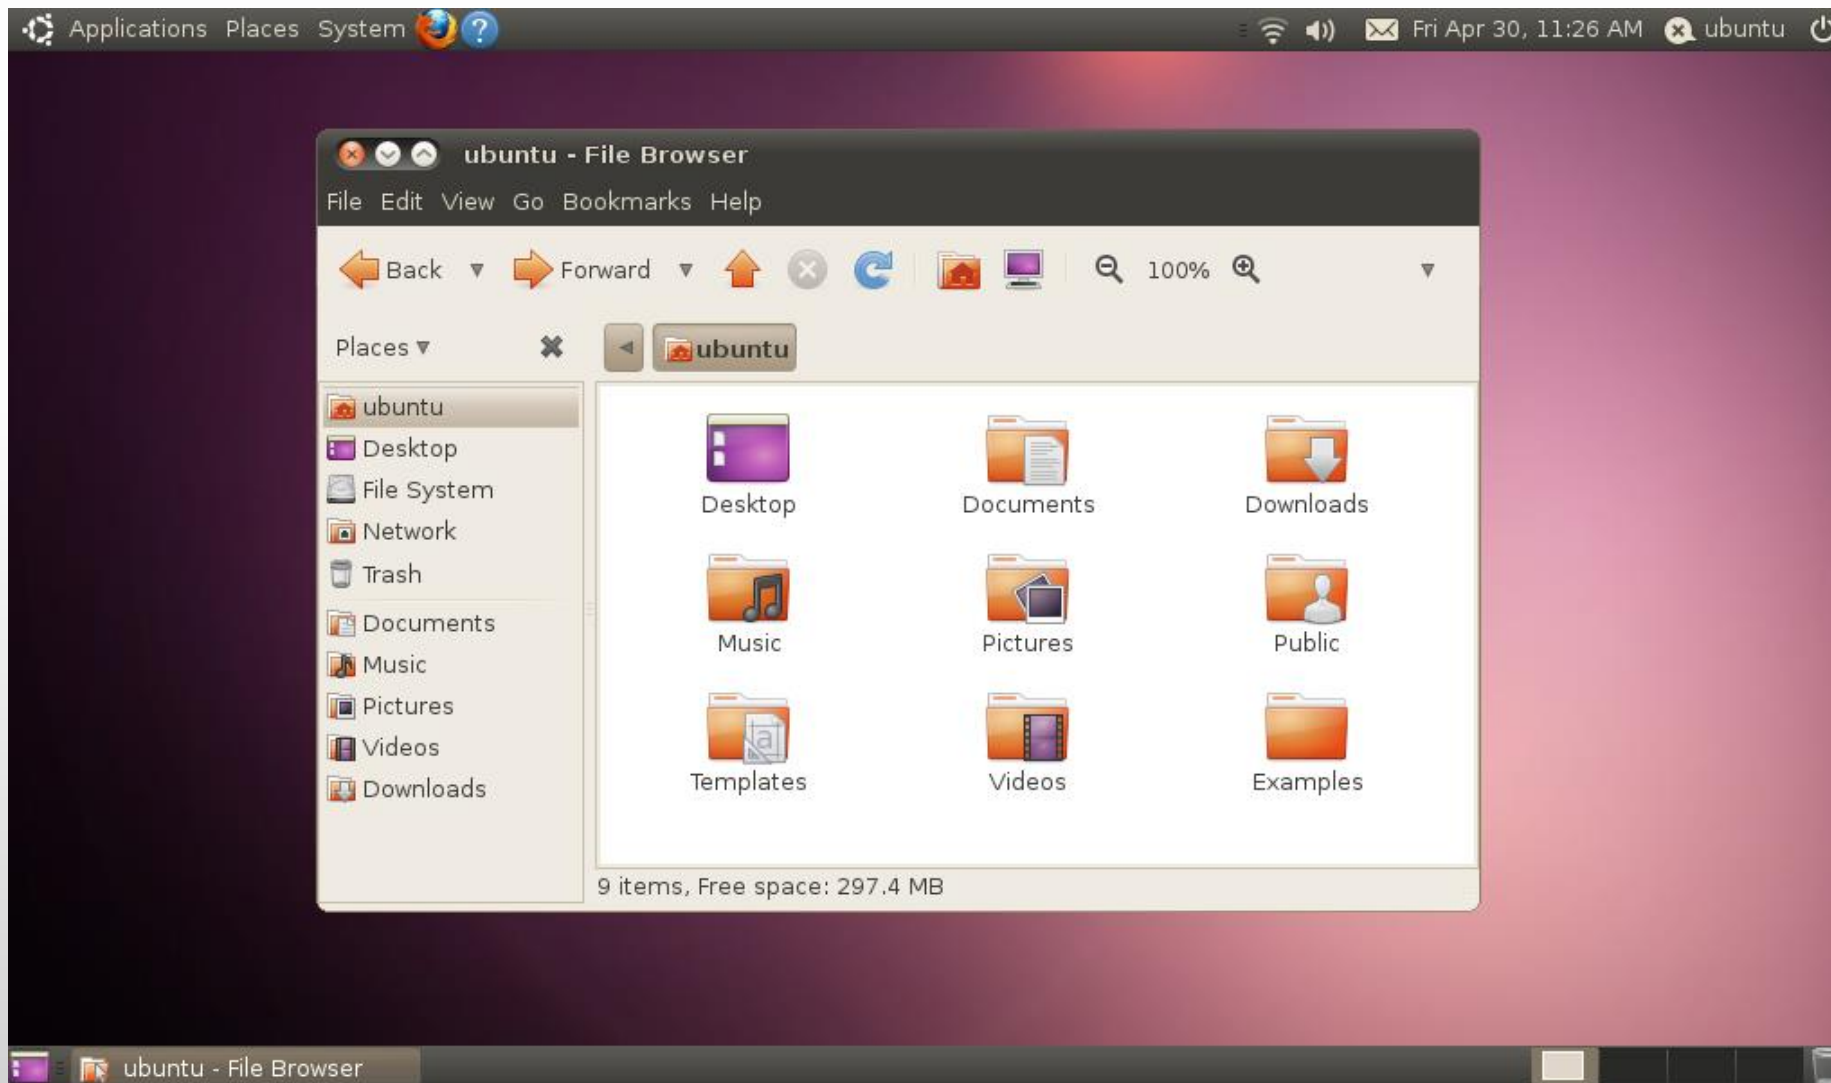 Applications Places System ? Fri Apr 30, 11:26 AM ubuntu
ubuntu - File Browser
File Edit View Go Bookmarks Help
Back Forward 100%
Places ubuntu
ubuntu
Desktop
File System
Network
Trash
Documents
Music
Pictures
Videos
Downloads
Desktop Documents Downloads
Music Pictures Public
a
Templates Videos Examples
9 items, Free space: 297.4 MB
ubuntu - File Browser